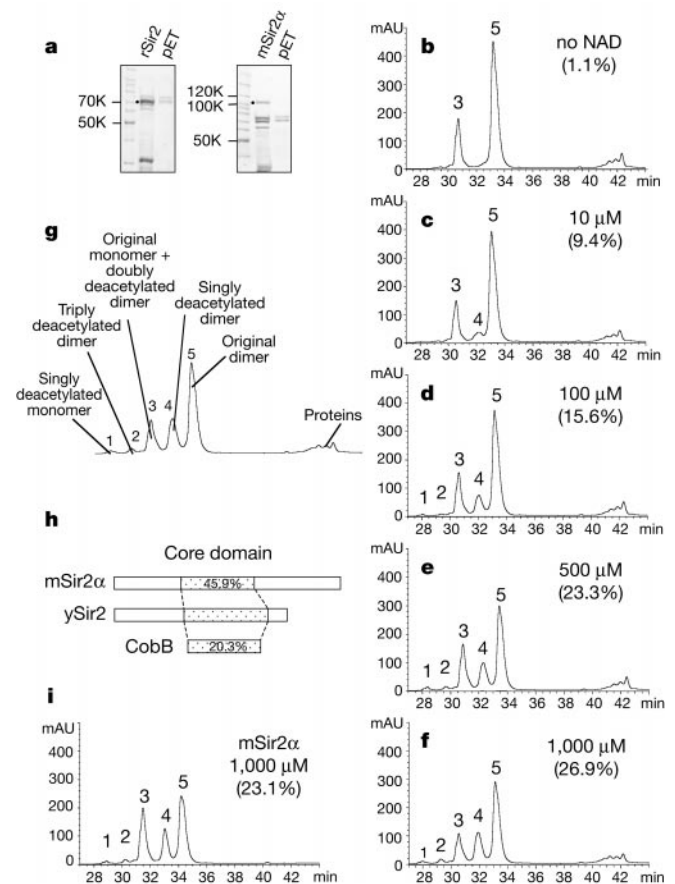 a
rSir2
pET
70K
50K
mSir2α
pET
120K
100K
50K
b
mAU
no NAD
(1.1%)
3
5
400
300
200
100
0
28 30 32 34 36 38 40 42 min
c
mAU
10 µM
(9.4%)
3
4
5
400
300
200
100
0
28 30 32 34 36 38 40 42 min
g
Original
monomer +
doubly
deacetylated
dimer
Triply
deacetylated
dimer
Singly
deacetylated
monomer
Singly
deacetylated
dimer
Original
dimer
Proteins
1
2
3
4
5
d
mAU
100 µM
(15.6%)
1
2
3
4
5
400
300
200
100
0
28 30 32 34 36 38 40 42 min
h
Core domain
mSir2α
45.9%
ySir2
CobB
20.3%
e
mAU
500 µM
(23.3%)
1
2
3
4
5
400
300
200
100
0
28 30 32 34 36 38 40 42 min
i
mAU
mSir2α
1,000 µM
(23.1%)
1
2
3
4
5
400
300
200
100
0
28 30 32 34 36 38 40 42 min
f
mAU
1,000 µM
(26.9%)
1
2
3
4
5
400
300
200
100
0
28 30 32 34 36 38 40 42 min